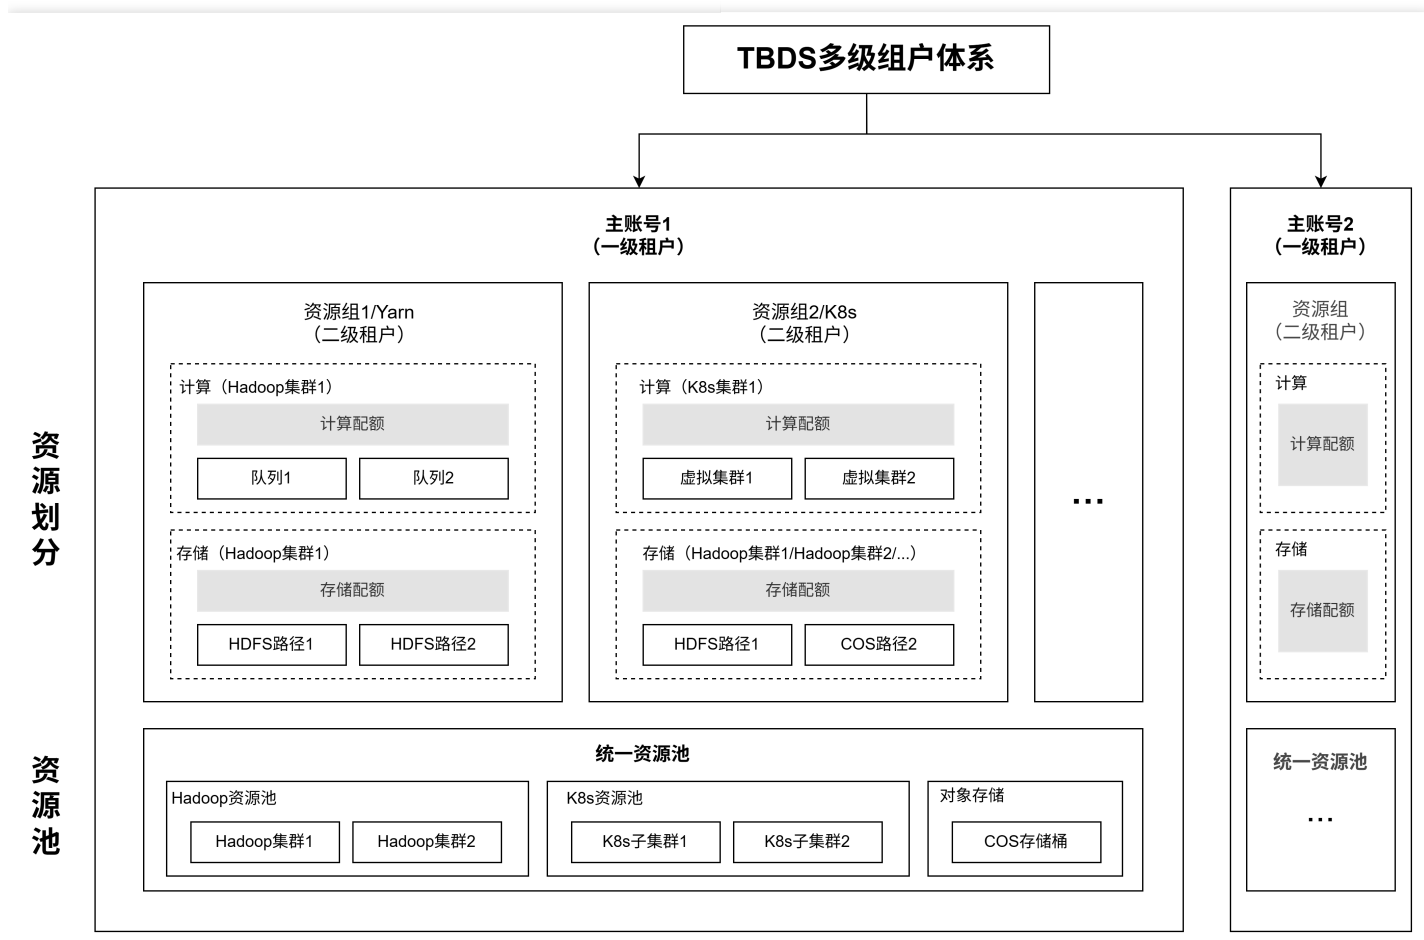 TBDS多级组户体系
主账号1
（一级租户）
资源组1/Yarn
（二级租户）
计算（Hadoop集群1）
计算配额
队列1
队列2
存储（Hadoop集群1）
存储配额
HDFS路径1
HDFS路径2
资源组2/K8s
（二级租户）
计算（K8s集群1）
计算配额
虚拟集群1
虚拟集群2
存储（Hadoop集群1/Hadoop集群2/...）
存储配额
HDFS路径1
COS路径2
...
主账号2
（一级租户）
资源组
（二级租户）
计算
计算配额
存储
存储配额
资源划分
资源池
统一资源池
Hadoop资源池
Hadoop集群1
Hadoop集群2
K8s资源池
K8s子集群1
K8s子集群2
对象存储
COS存储桶
统一资源池
...